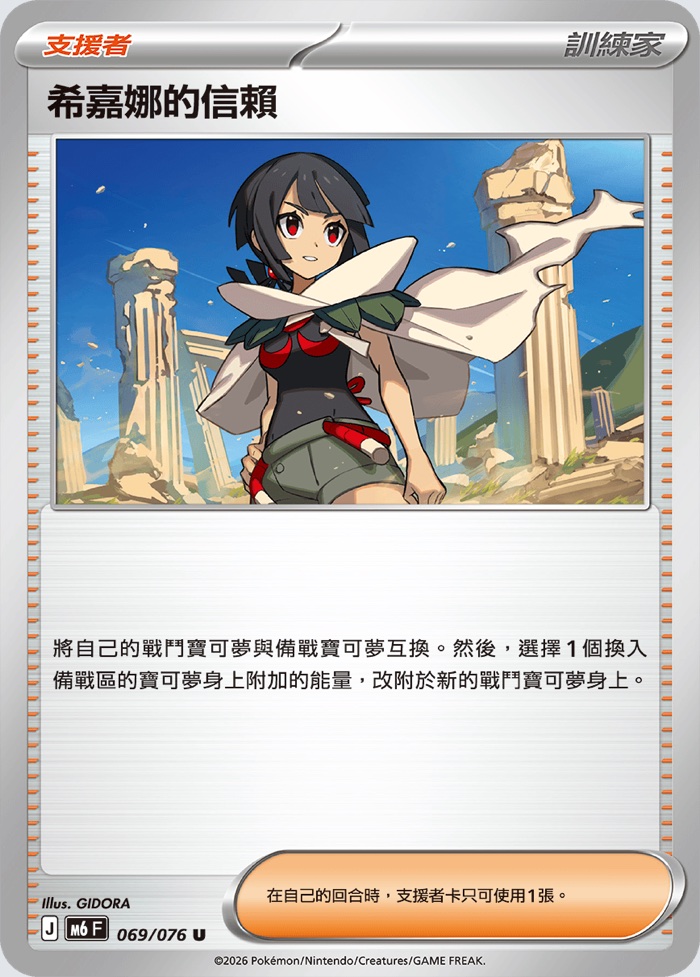 支援者
訓練家
希嘉娜的信賴
將自己的戰鬥寶可夢與備戰寶可夢互換。然後，選擇1個換入
備戰區的寶可夢身上附加的能量，改附於新的戰鬥寶可夢身上。
在自己的回合時，支援者卡只可使用1張。
Illus. GIDORA
J M6 F 069/076 U
©2026 Pokémon/Nintendo/Creatures/GAME FREAK.